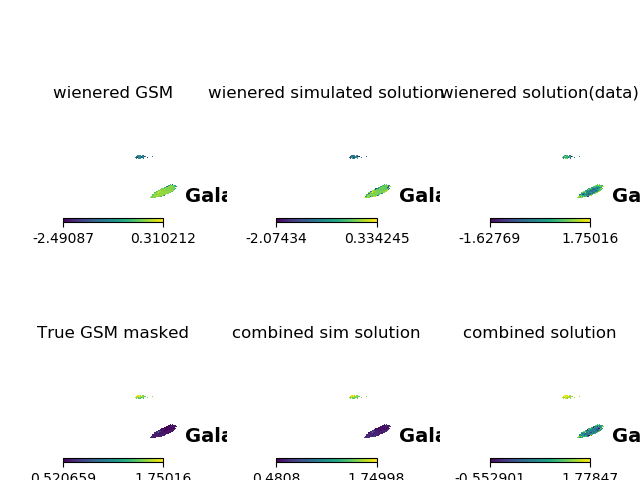 wienered GSM
wienered simulated solution
wienered solution(data)
Gala
Gala
Ga
-2.49087 0.310212
-2.07434 0.334245
-1.62769 1.75016
True GSM masked
combined sim solution
combined solution
Gala
Gala
Ga
0.520659 1.75016
0.4808 1.74998
-0.552901 1.77847